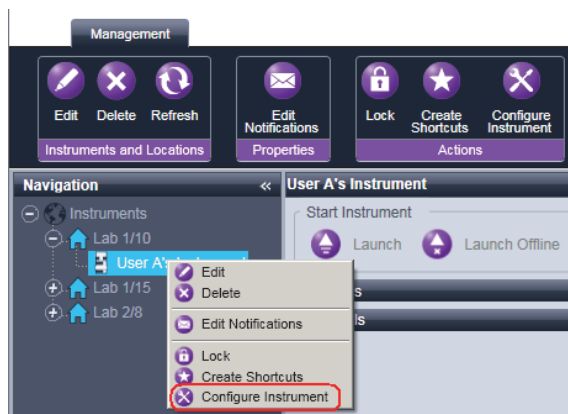 Management
Edit Delete Refresh
Edit Notifications
Lock
Create Shortcuts
Configure Instrument
Instruments and Locations
Properties
Actions
Navigation «
User A's Instrument
Instruments
Lab 1/10
User A's
Lab 1/15
Lab 2/8
Start Instrument
Launch Launch Offline
Edit
Delete
Edit Notifications
Lock
Create Shortcuts
Configure Instrument